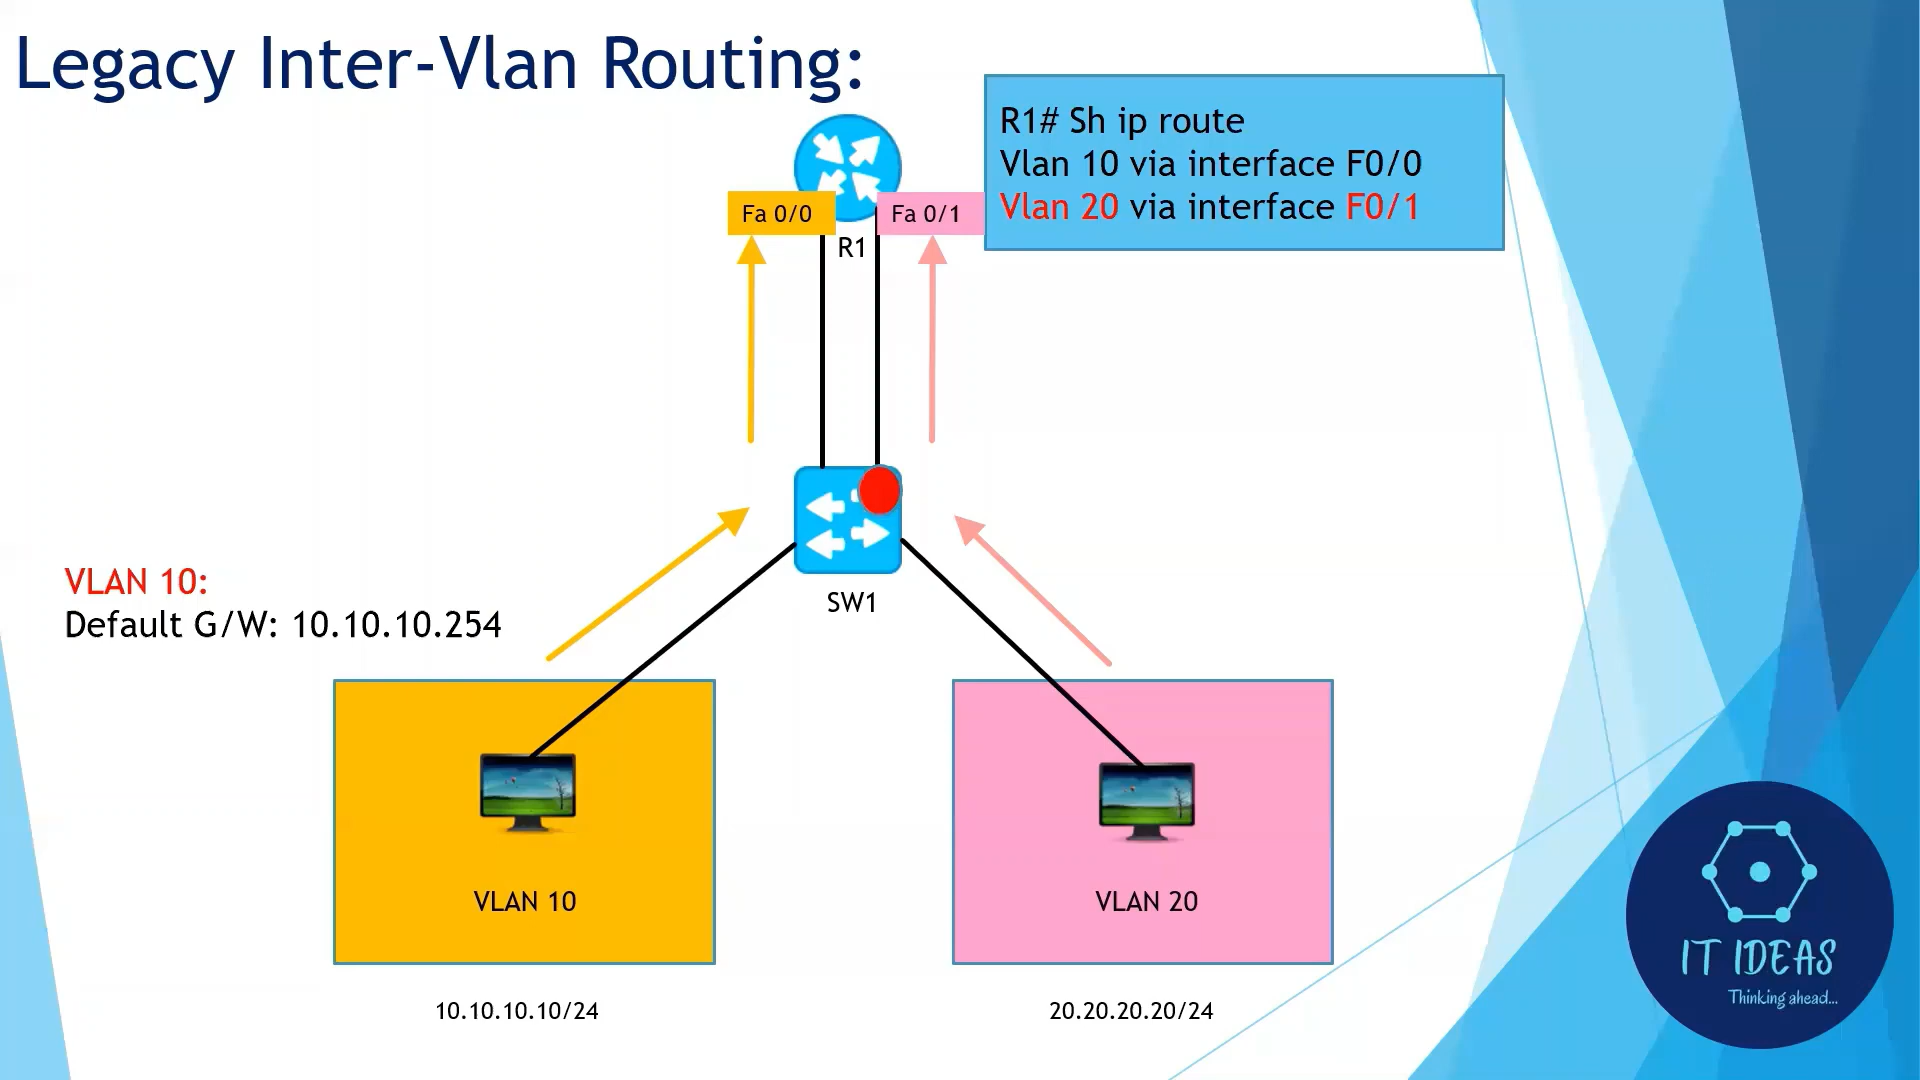 Legacy Inter-Vlan Routing:
R1# Sh ip route
Vlan 10 via interface F0/0
Vlan 20 via interface F0/1
Fa 0/0
Fa 0/1
R1
SW1
VLAN 10:
Default G/W: 10.10.10.254
VLAN 10
VLAN 20
10.10.10.10/24
20.20.20.20/24
IT IDEAS
Thinking ahead...